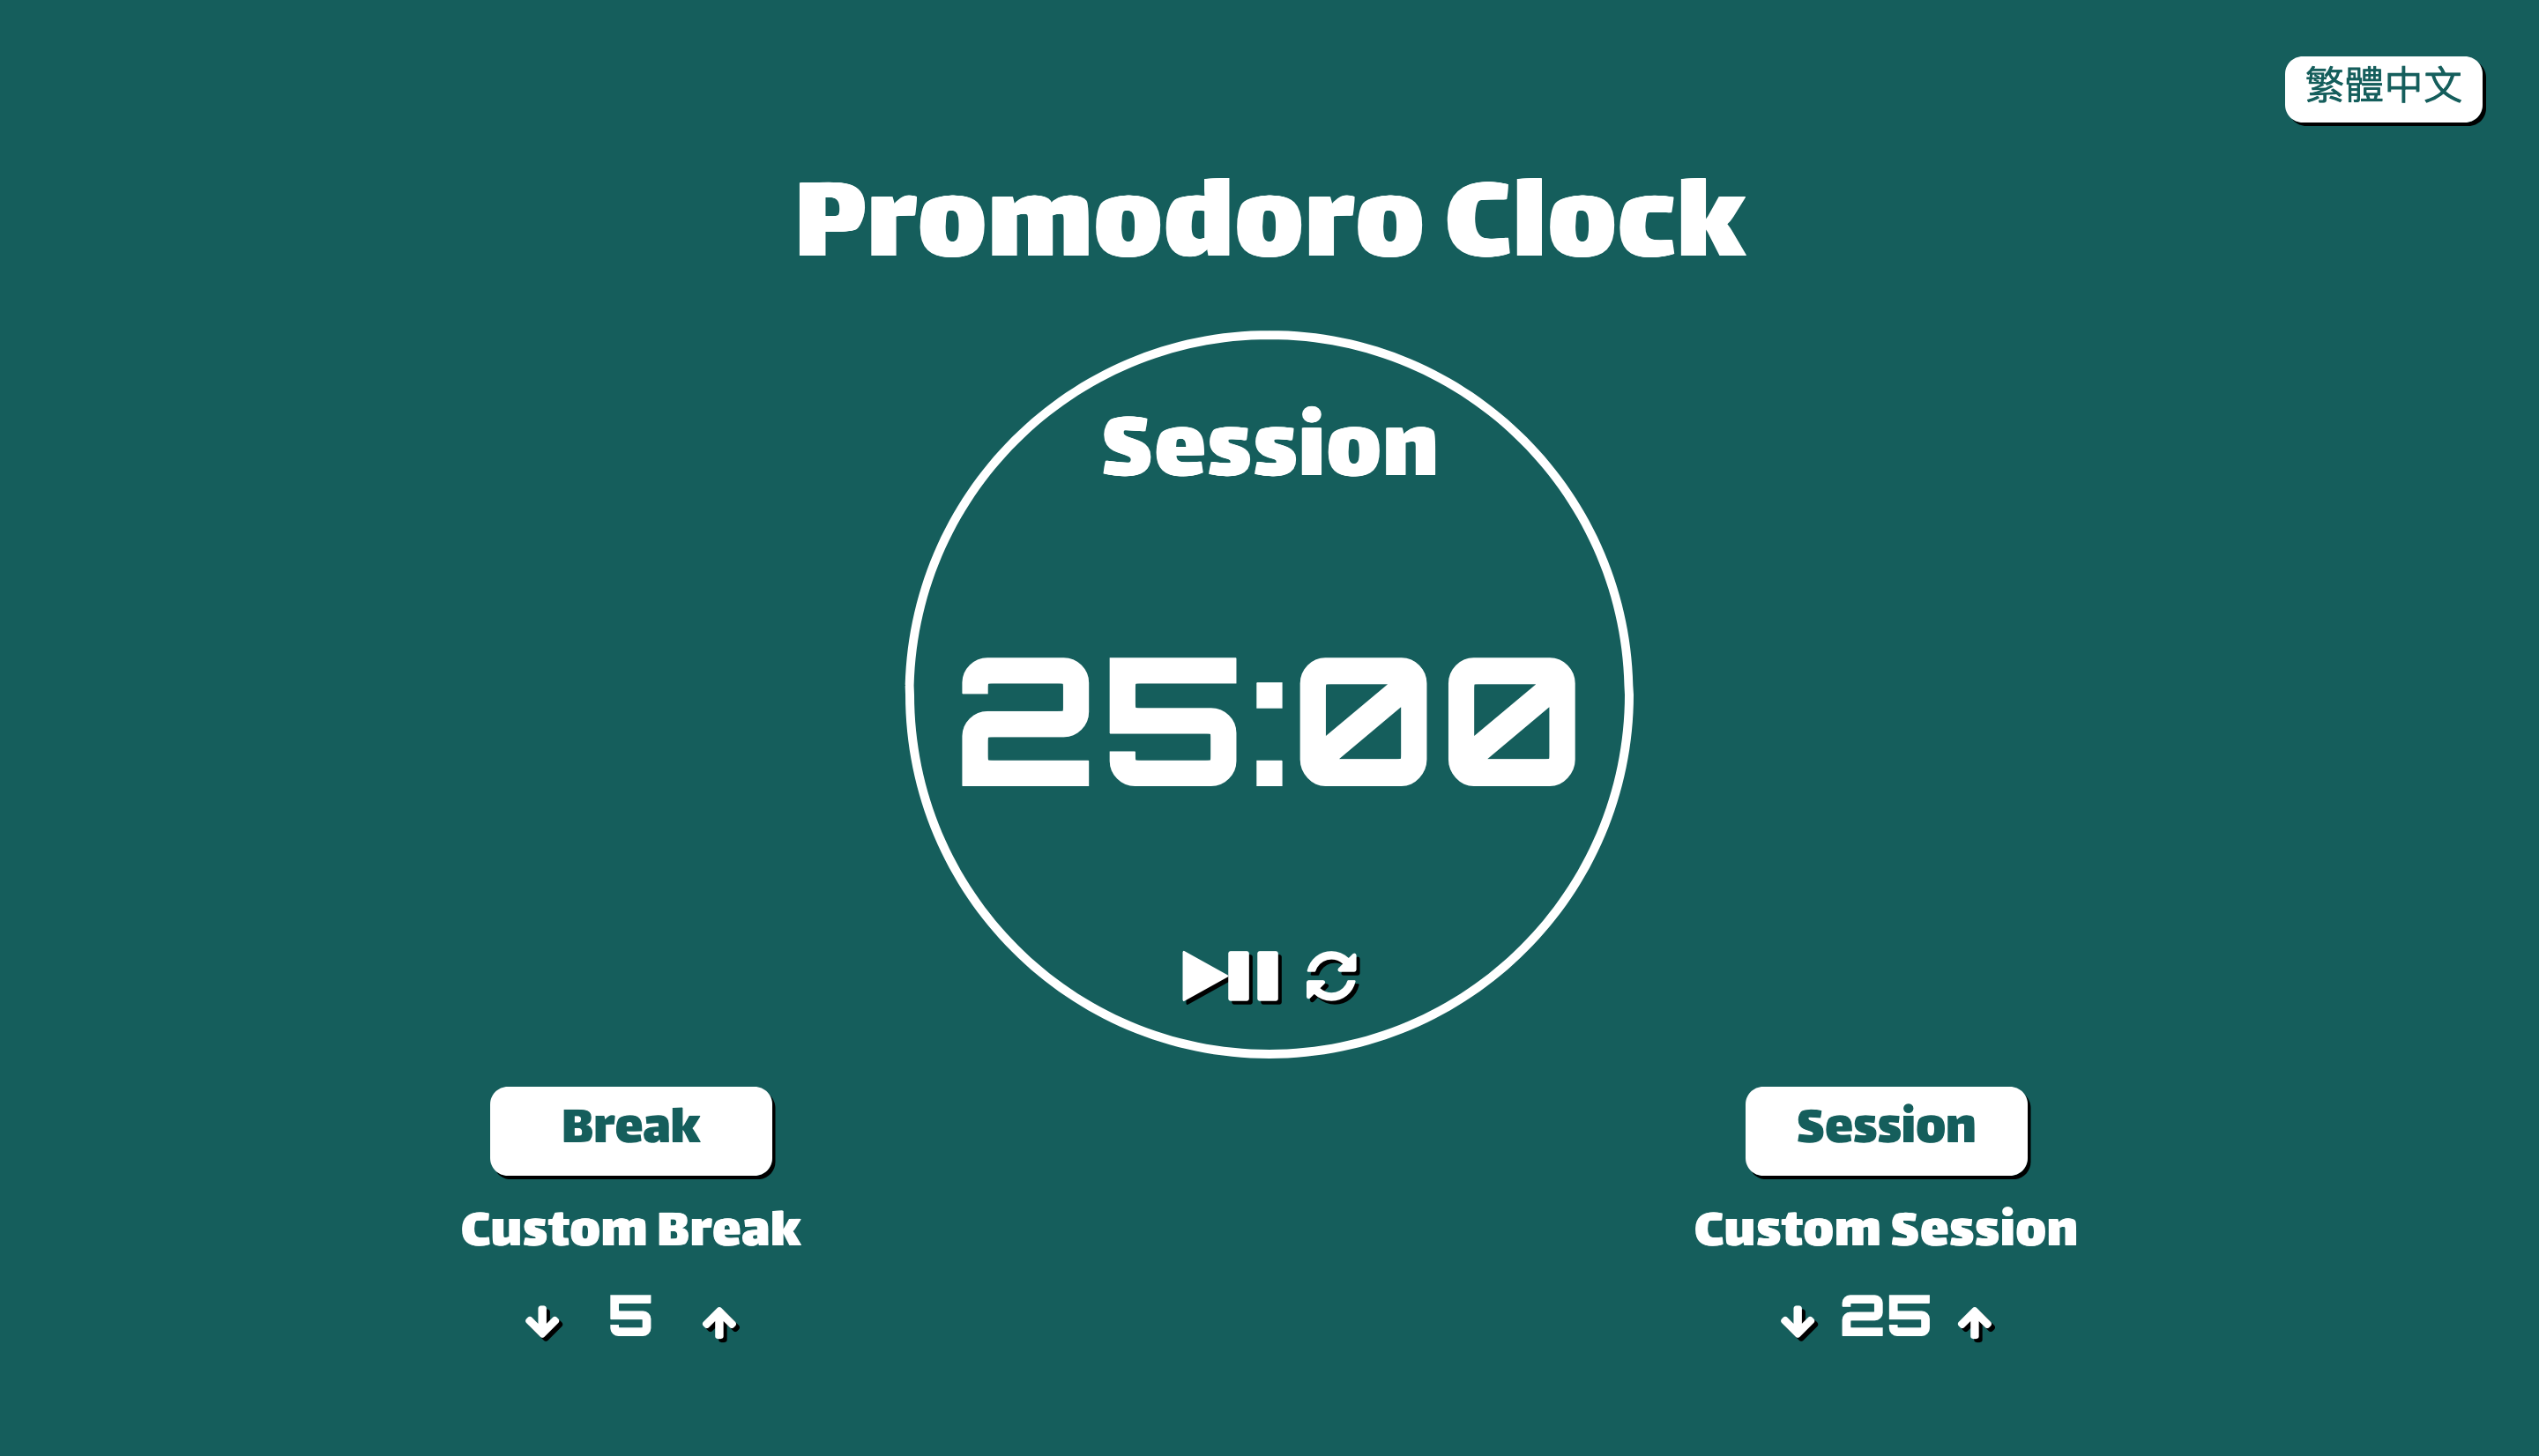 繁體中文
Promodoro Clock
Session
25:00
Break
Session
Custom Break
Custom Session
5
25